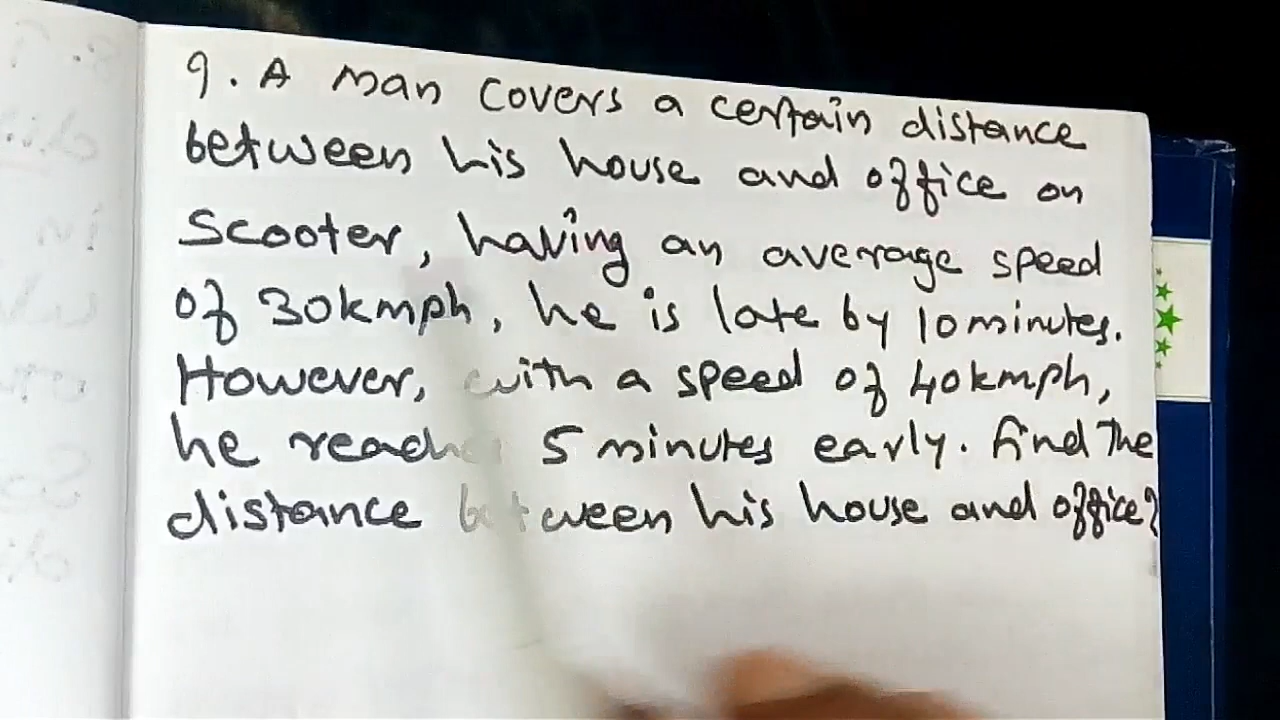 9. A man covers a certain distance
between his house and office on
Scooter, having an average speed
of 30kmph, he is late by 10minutes.
However, with a speed of 40kmph,
he reach 5 minutes early. Find The
distance between his house and office?